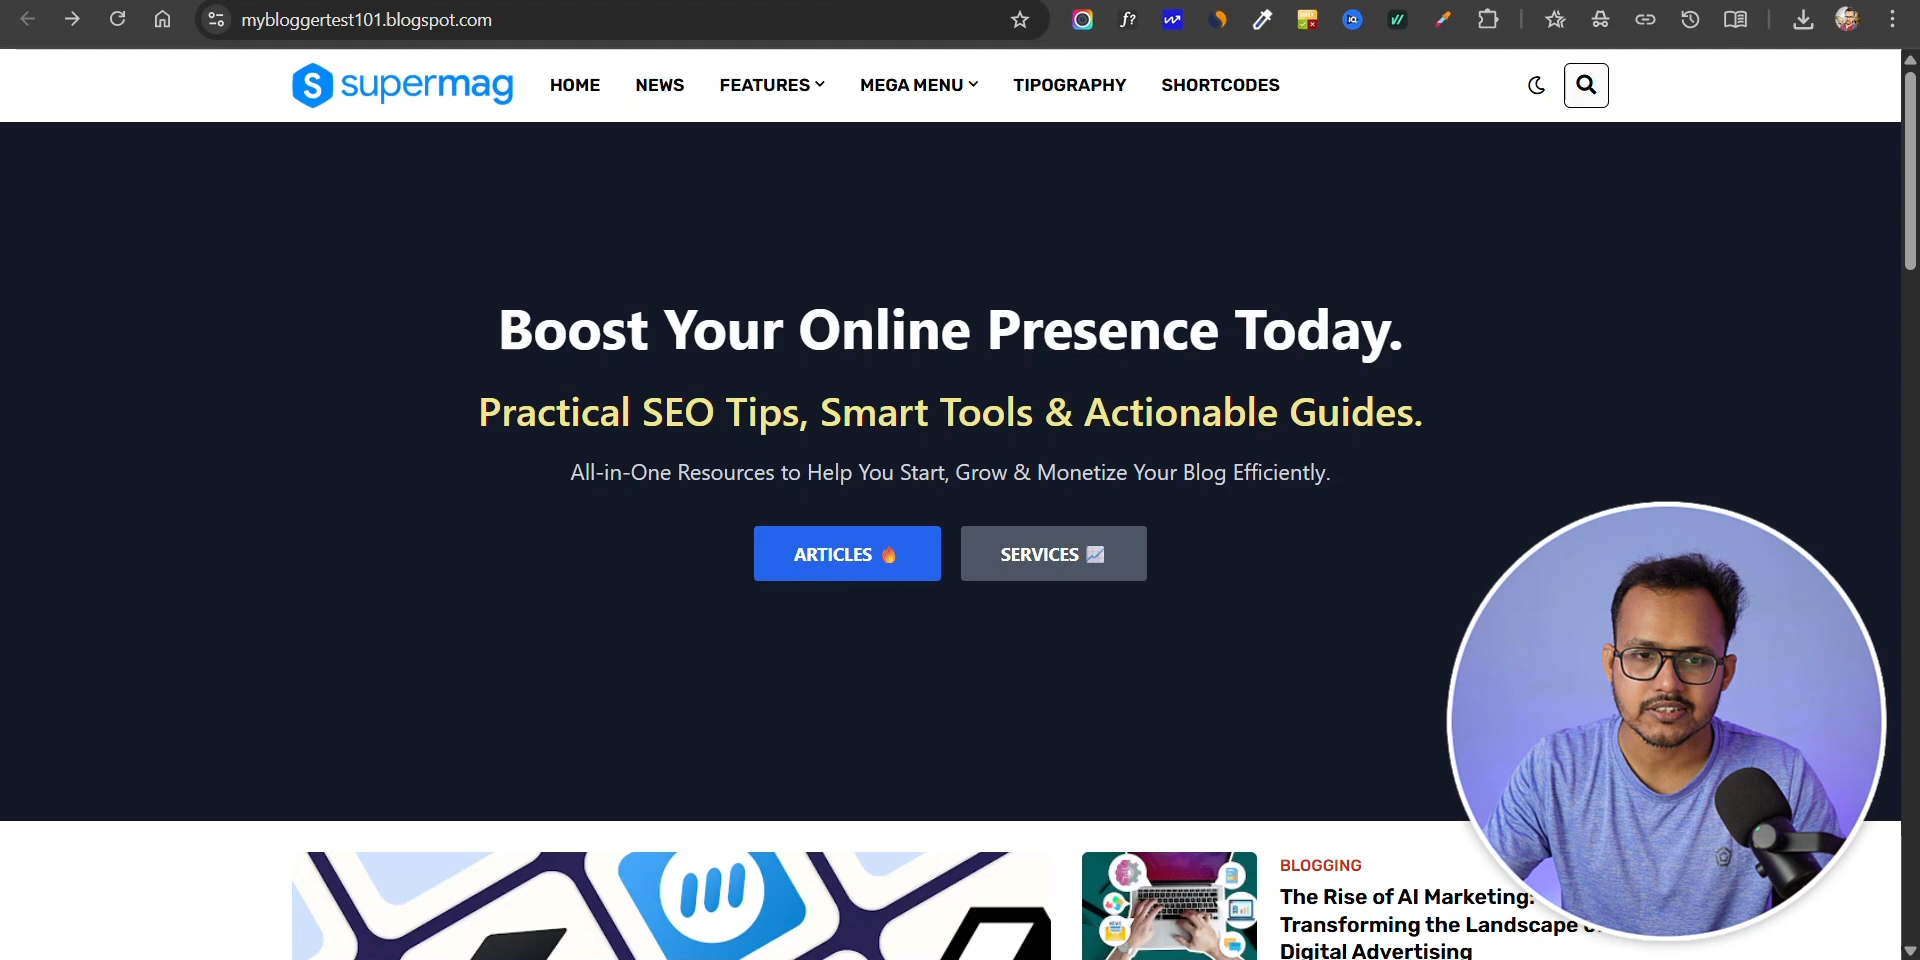 mybloggertest101.blogspot.com
f?
IQ
S supermag
HOME
NEWS
FEATURES
MEGA MENU
TIPOGRAPHY
SHORTCODES
Boost Your Online Presence Today.
Practical SEO Tips, Smart Tools & Actionable Guides.
All-in-One Resources to Help You Start, Grow & Monetize Your Blog Efficiently.
ARTICLES 🔥
SERVICES 📈
BLOGGING
The Rise of AI Marketing:
Transforming the Landscape
Digital Advertising